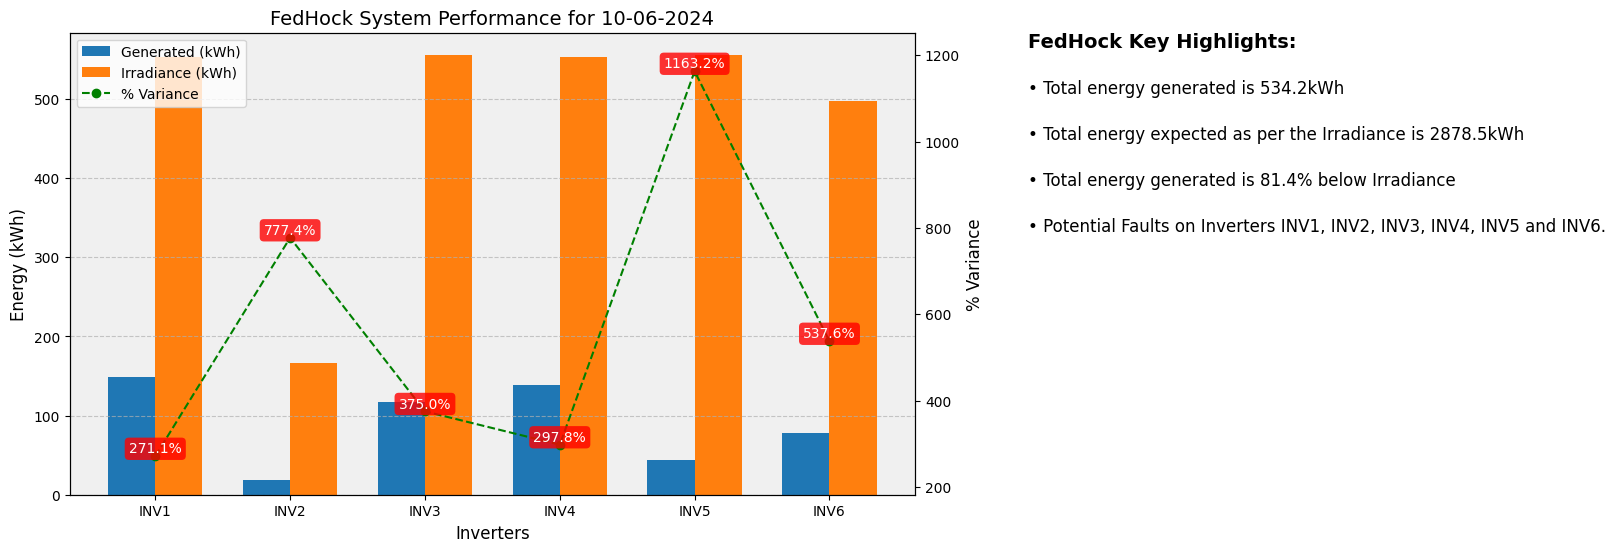 FedHock System Performance for 10-06-2024
Generated (kWh)
Irradiance (kWh)
% Variance
Energy (kWh)
500
400
300
200
100
0
1200
1000
800
600
400
200
% Variance
271.1%
777.4%
375.0%
297.8%
1163.2%
537.6%
INV1
INV2
INV3
INV4
INV5
INV6
Inverters
FedHock Key Highlights:
• Total energy generated is 534.2kWh
• Total energy expected as per the Irradiance is 2878.5kWh
• Total energy generated is 81.4% below Irradiance
• Potential Faults on Inverters INV1, INV2, INV3, INV4, INV5 and INV6.